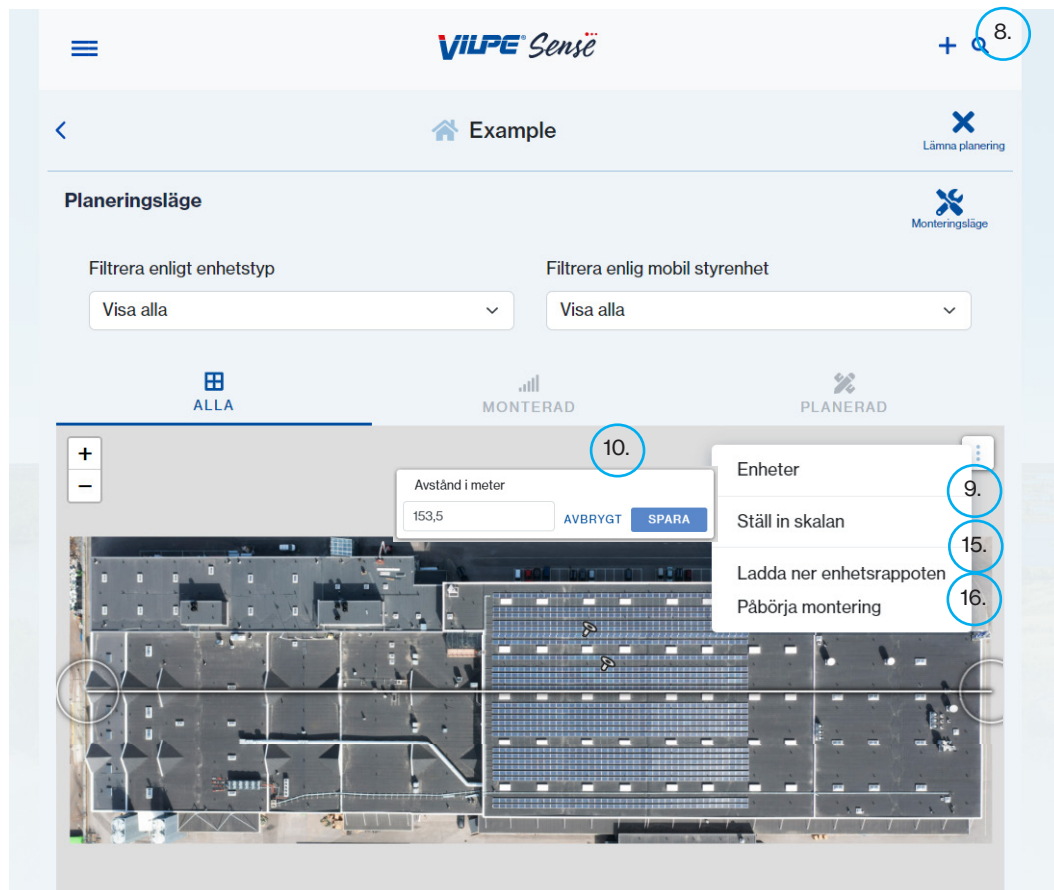 VILPE® Sense
8.
Example
Lämna planering
Planeringsläge
Monteringsläge
Filtrera enligt enhetstyp
Filtrera enlig mobil styrenhet
Visa alla
Visa alla
ALLA
MONTERAD
PLANERAD
10.
+
−
Avstånd i meter
153,5
AVBRYGT
SPARA
Enheter
9.
Ställ in skalan
15.
Ladda ner enhetsrappoten
Påbörja montering
16.